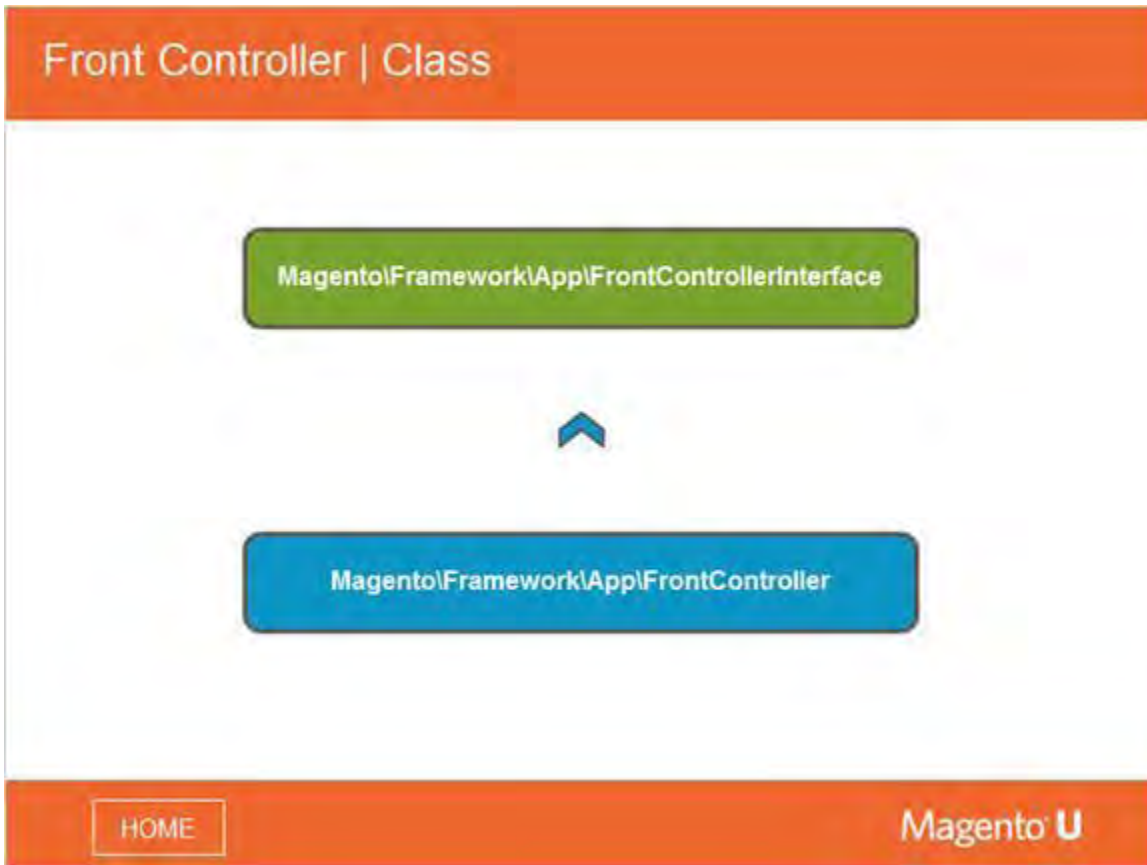 Front Controller | Class
Magento\Framework\App\FrontControllerInterface
Magento\Framework\App\FrontController
HOME
Magento U